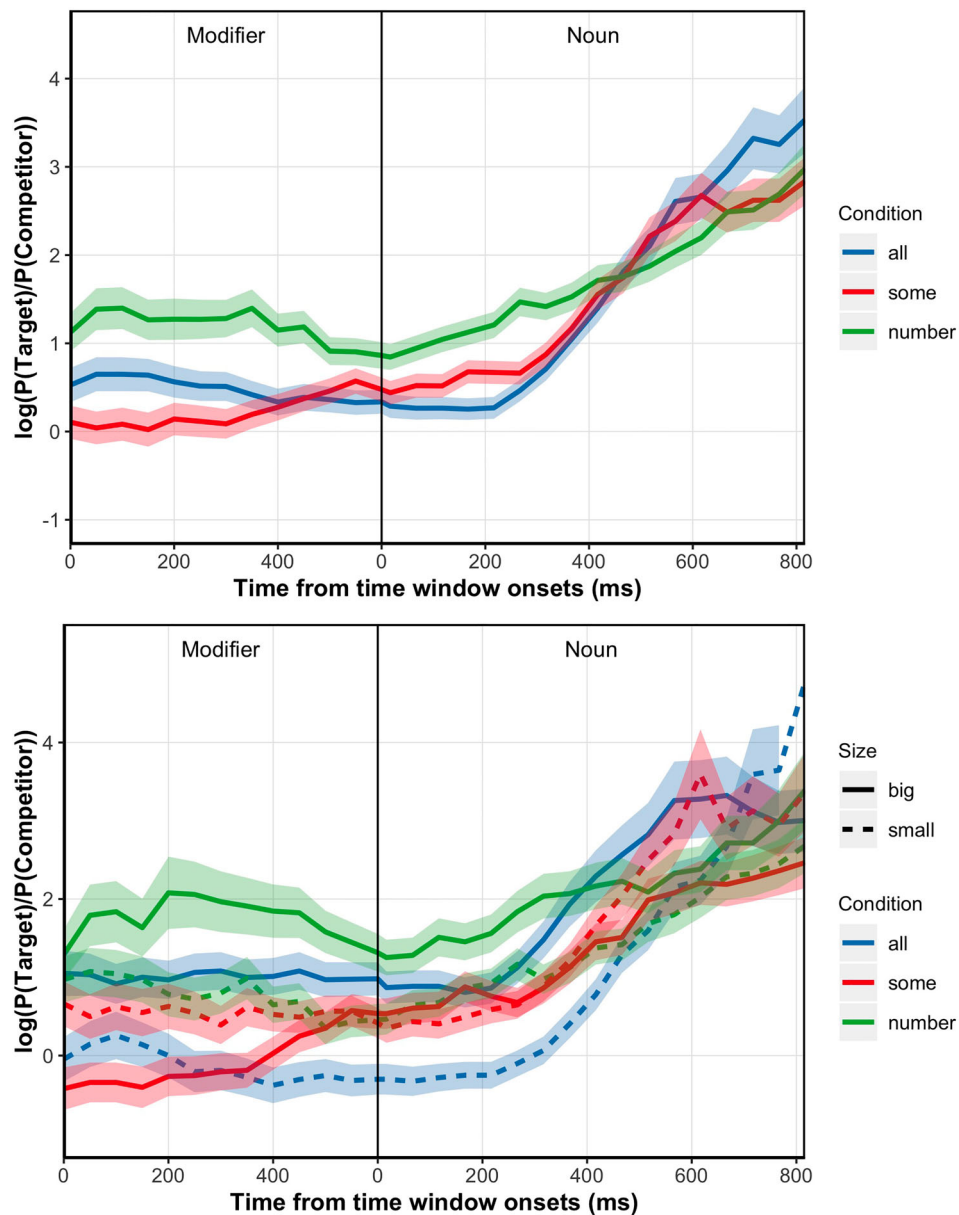 Modifier
Noun
4
3
2
1
0
-1
log(P(Target)/P(Competitor))
0
200
400
0
200
400
600
800
Time from time window onsets (ms)
Condition
all
some
number
Modifier
Noun
4
2
0
log(P(Target)/P(Competitor))
0
200
400
0
200
400
600
800
Time from time window onsets (ms)
Size
big
small
Condition
all
some
number